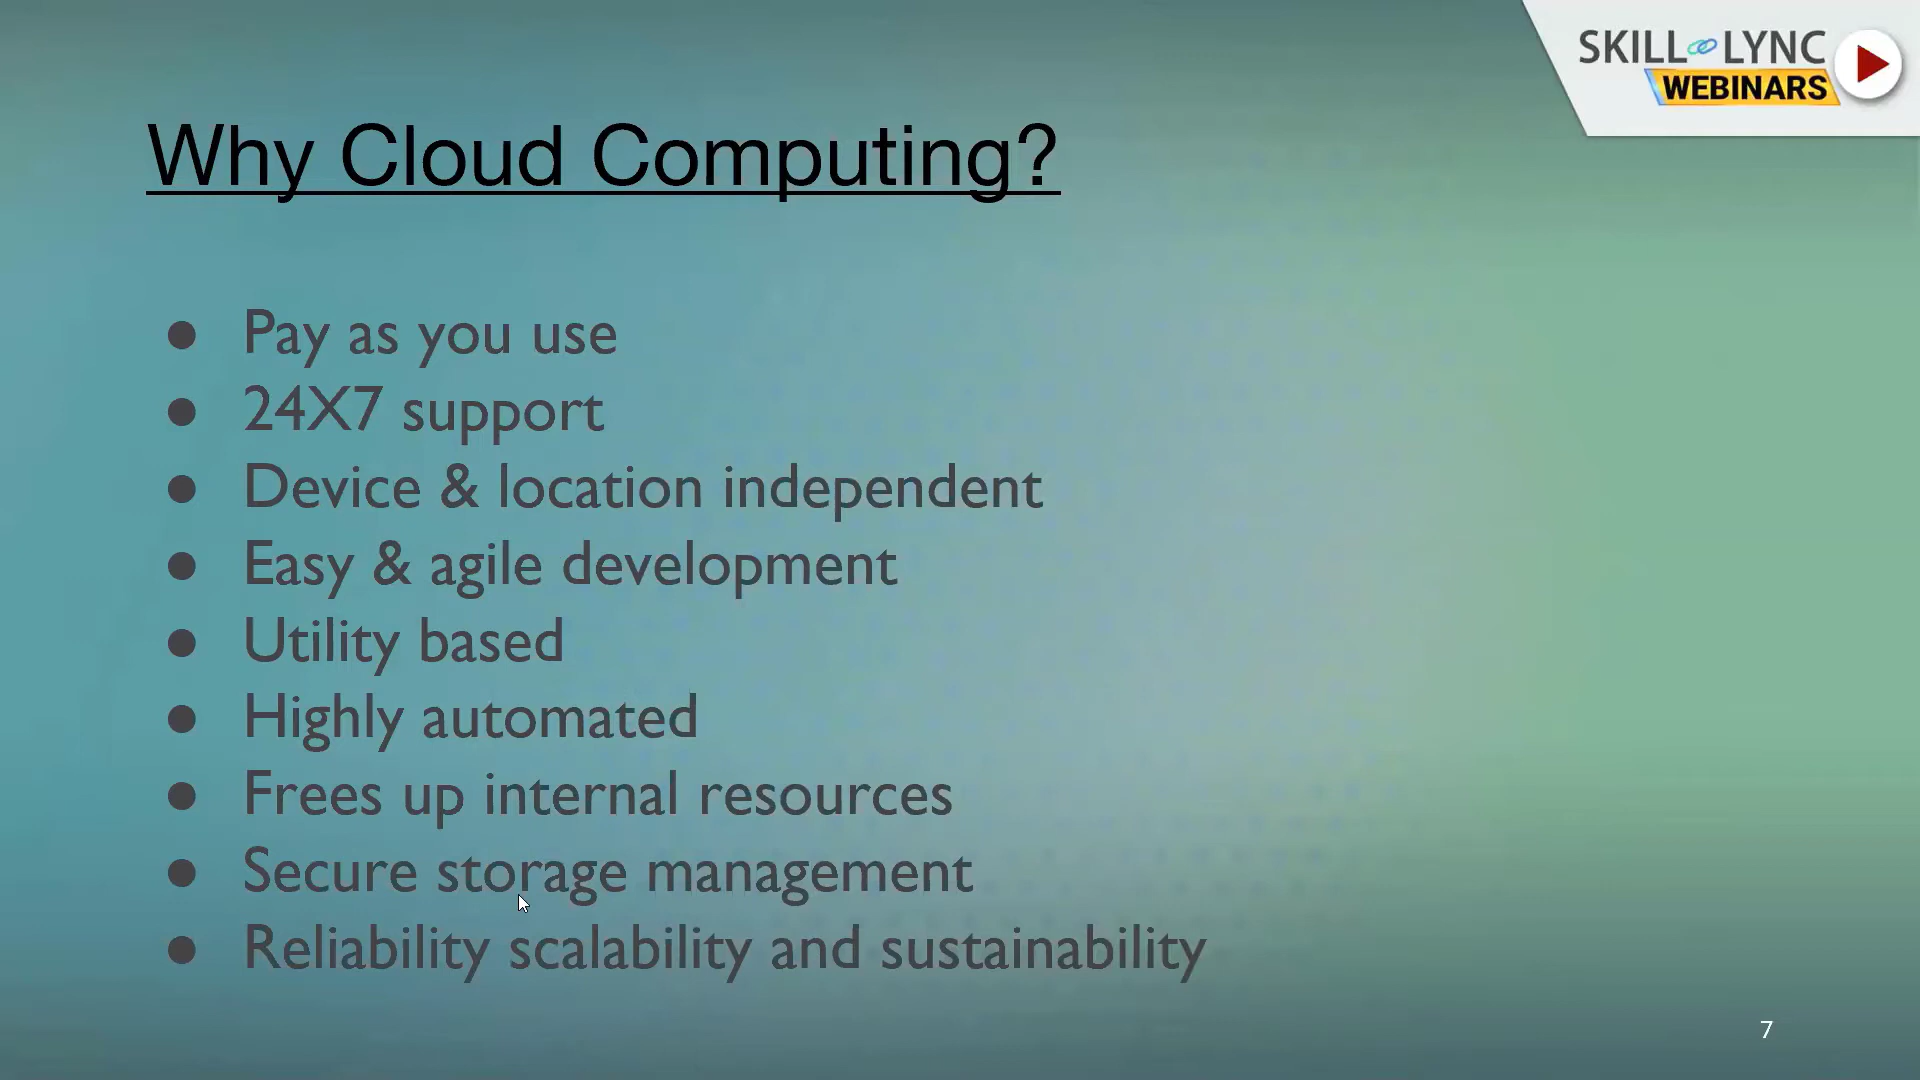 SKILL LYNC
WEBINARS
Why Cloud Computing?
● Pay as you use
● 24X7 support
● Device & location independent
● Easy & agile development
● Utility based
● Highly automated
● Frees up internal resources
● Secure storage management
● Reliability scalability and sustainability
7